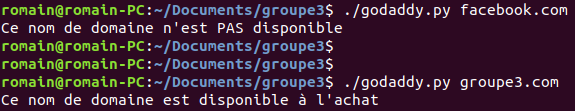 romain@romain-PC:~/Documents/groupe3$ ./godaddy.py facebook.com
Ce nom de domaine n'est PAS disponible
romain@romain-PC:~/Documents/groupe3$
romain@romain-PC:~/Documents/groupe3$
romain@romain-PC:~/Documents/groupe3$ ./godaddy.py groupe3.com
Ce nom de domaine est disponible à l'achat